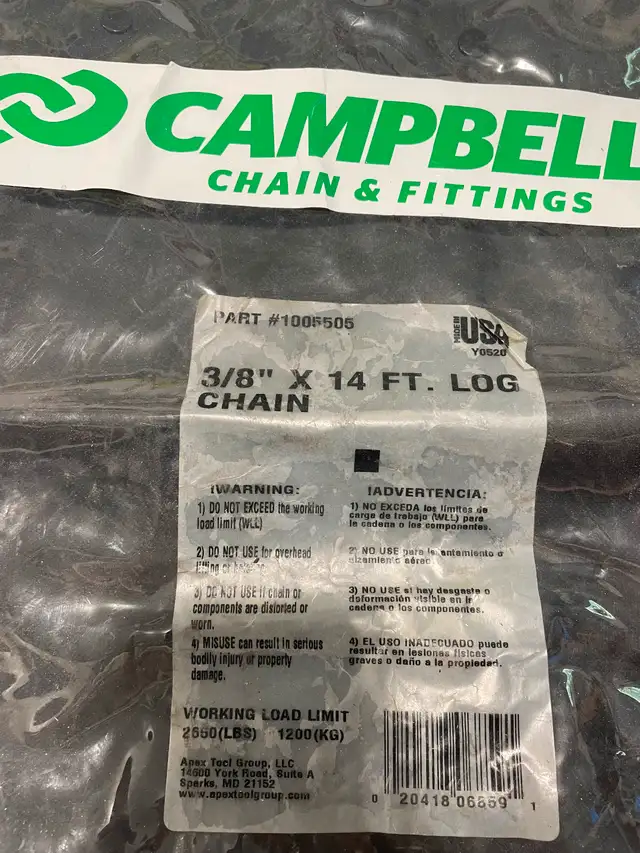 CAMPBELL
CHAIN & FITTINGS
PART #1005505
MADE IN USA
Y0520
3/8" X 14 FT. LOG
CHAIN
!WARNING:
1) DO NOT EXCEED the working
load limit (WLL)
2) DO NOT USE for overhead
lifting or
3) DO NOT USE if chain or
components are distorted or
worn.
4) MISUSE can result in serious
bodily injury or property
damage.
!ADVERTENCIA:
1) NO EXCEDA los limites de
carga de trabajo (WLL) para
la cadena o los componentes.
2) NO USE para levantamiento o
alzamiento aéreo.
3) NO USE si hay desgaste o
deformación visible en la
cadena o los componentes.
4) EL USO INADECUADO puede
resultar en lesiones físicas
graves o daño a la propiedad.
WORKING LOAD LIMIT
2650(LBS) 1200(KG)
Apex Tool Group, LLC
14600 York Road, Suite A
Sparks, MD 21152
www.apextoolgroup.com
0 20418 06859 1